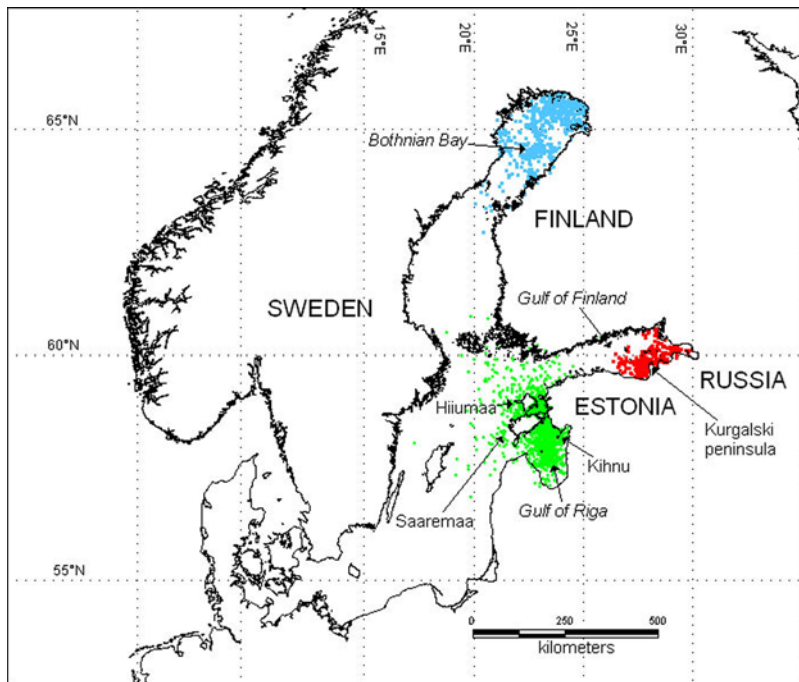 15°E
20°E
25°E
30°E
65°N
Bothnian Bay
FINLAND
SWEDEN
Gulf of Finland
60°N
RUSSIA
Hiiumaa
ESTONIA
Kurgalski
peninsula
Kihnu
Saaremaa
Gulf of Riga
55°N
0 250 500
kilometers